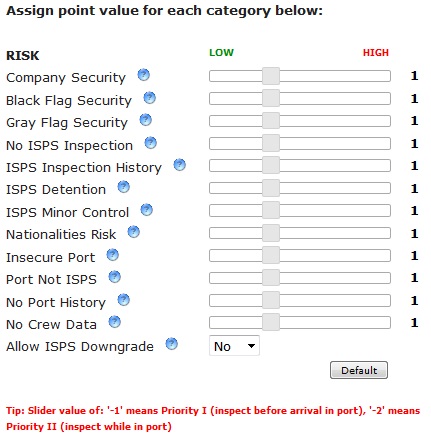 Assign point value for each category below:
RISK LOW HIGH
Company Security 1
Black Flag Security 1
Gray Flag Security 1
No ISPS Inspection 1
ISPS Inspection History 1
ISPS Detention 1
ISPS Minor Control 1
Nationalities Risk 1
Insecure Port 1
Port Not ISPS 1
No Port History 1
No Crew Data 1
Allow ISPS Downgrade No
Default
Tip: Slider value of: '-1' means Priority I (inspect before arrival in port), '-2' means
Priority II (inspect while in port)